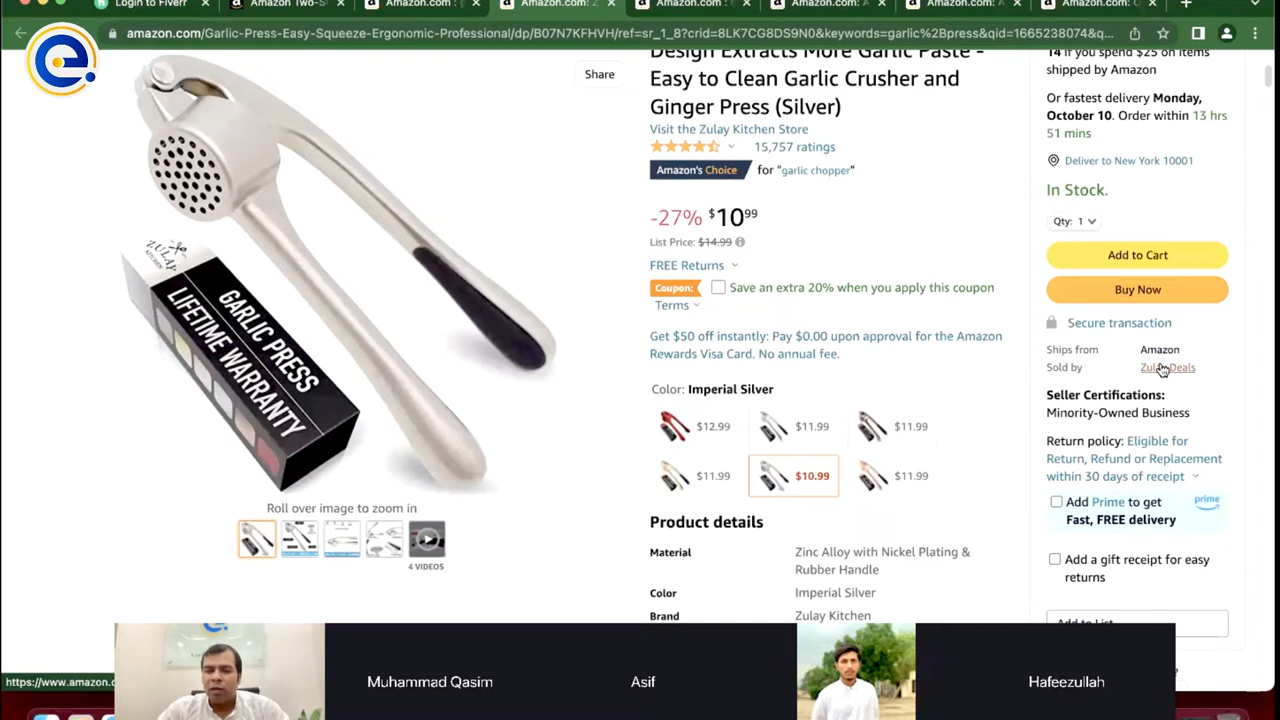 Login to Fiverr
Amazon Two-S
Amazon.com
Amazon.com: Z
Amazon.com
Amazon.com: A
Amazon.com
Amazon.com: G
amazon.com/Garlic-Press-Easy-Squeeze-Ergonomic-Professional/dp/B07N7KFHVH/ref=sr_1_8?crid=8LK7CG8DS9N0&keywords=garlic%2Bpress&qid=1665238074&q...
e
Share
Design Extracts More Garlic Paste -
Easy to Clean Garlic Crusher and
Ginger Press (Silver)
Visit the Zulay Kitchen Store
15,757 ratings
Amazon's Choice for "garlic chopper"
-27% $10 99
List Price: $14.99
FREE Returns
Coupon: Save an extra 20% when you apply this coupon
Terms
Get $50 off instantly: Pay $0.00 upon approval for the Amazon
Rewards Visa Card. No annual fee.
Color: Imperial Silver
$12.99 $11.99 $11.99
$11.99 $10.99 $11.99
Product details
Material Zinc Alloy with Nickel Plating &
Rubber Handle
Color Imperial Silver
Brand Zulay Kitchen
ZULAY
KITCHEN
GARLIC PRESS
LIFETIME WARRANTY
Roll over image to zoom in
4 VIDEOS
14 if you spend $25 on items
shipped by Amazon
Or fastest delivery Monday,
October 10. Order within 13 hrs
51 mins
Deliver to New York 10001
In Stock.
Qty: 1
Add to Cart
Buy Now
Secure transaction
Ships from Amazon
Sold by Zulay Deals
Seller Certifications:
Minority-Owned Business
Return policy: Eligible for
Return, Refund or Replacement
within 30 days of receipt
Add Prime to get
Fast, FREE delivery
prime
Add a gift receipt for easy
returns
Add to List
https://www.amazon.c
Muhammad Qasim
Asif
Hafeezullah